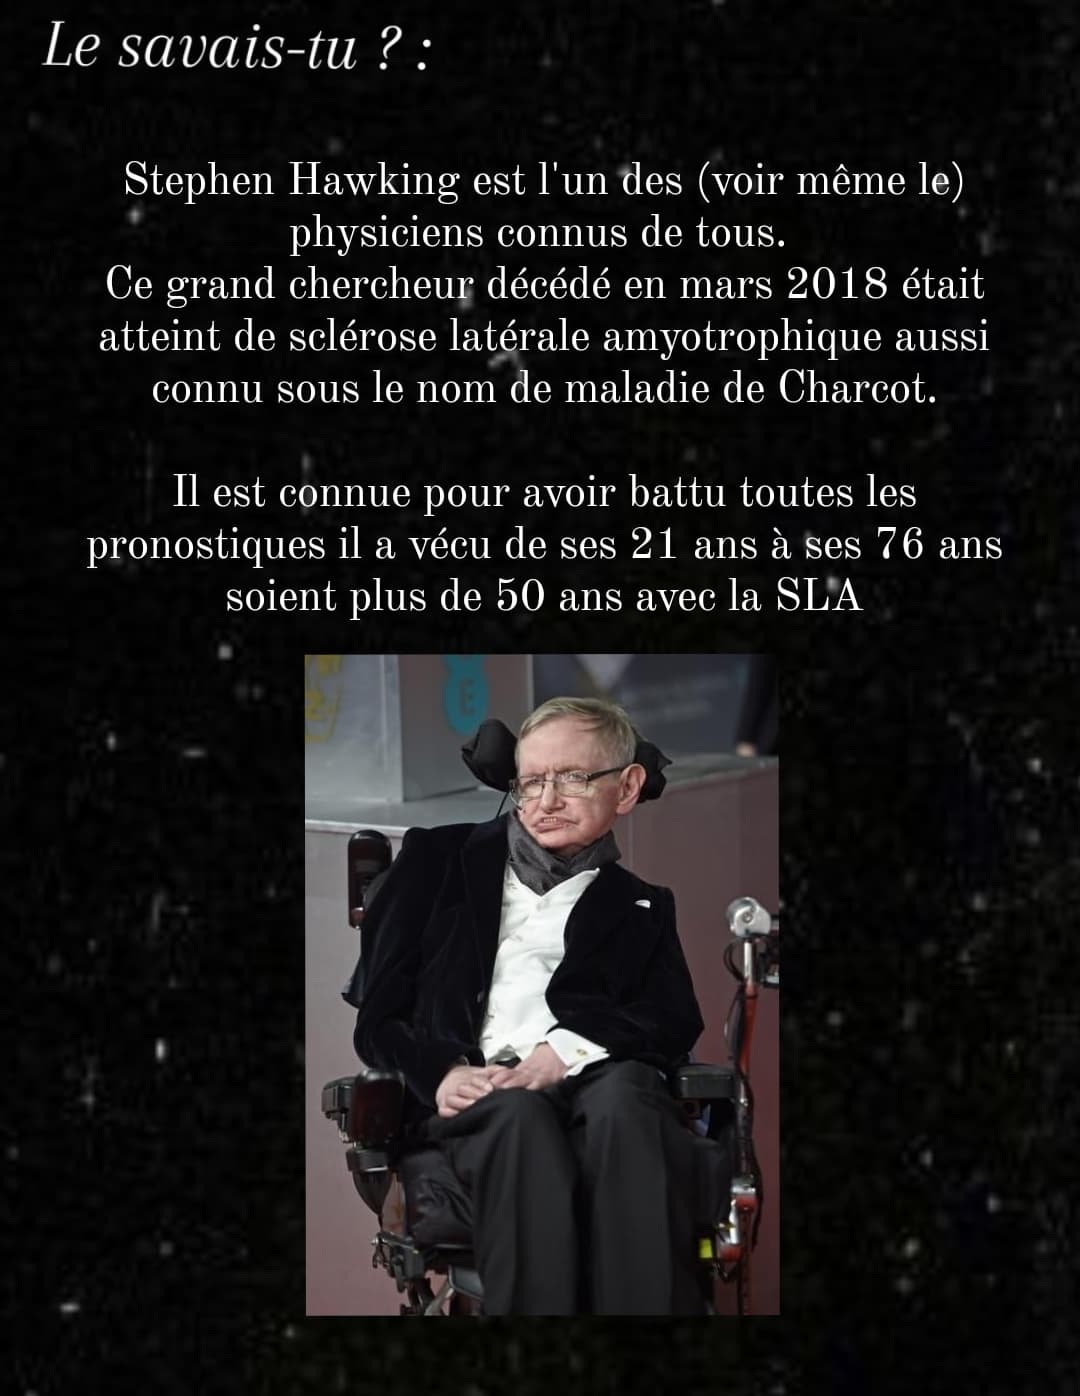 Le savais-tu ? :
Stephen Hawking est l'un des (voir même le)
physiciens connus de tous.
Ce grand chercheur décédé en mars 2018 était
atteint de sclérose latérale amyotrophique aussi
connu sous le nom de maladie de Charcot.
Il est connue pour avoir battu toutes les
pronostiques il a vécu de ses 21 ans à ses 76 ans
soient plus de 50 ans avec la SLA
E